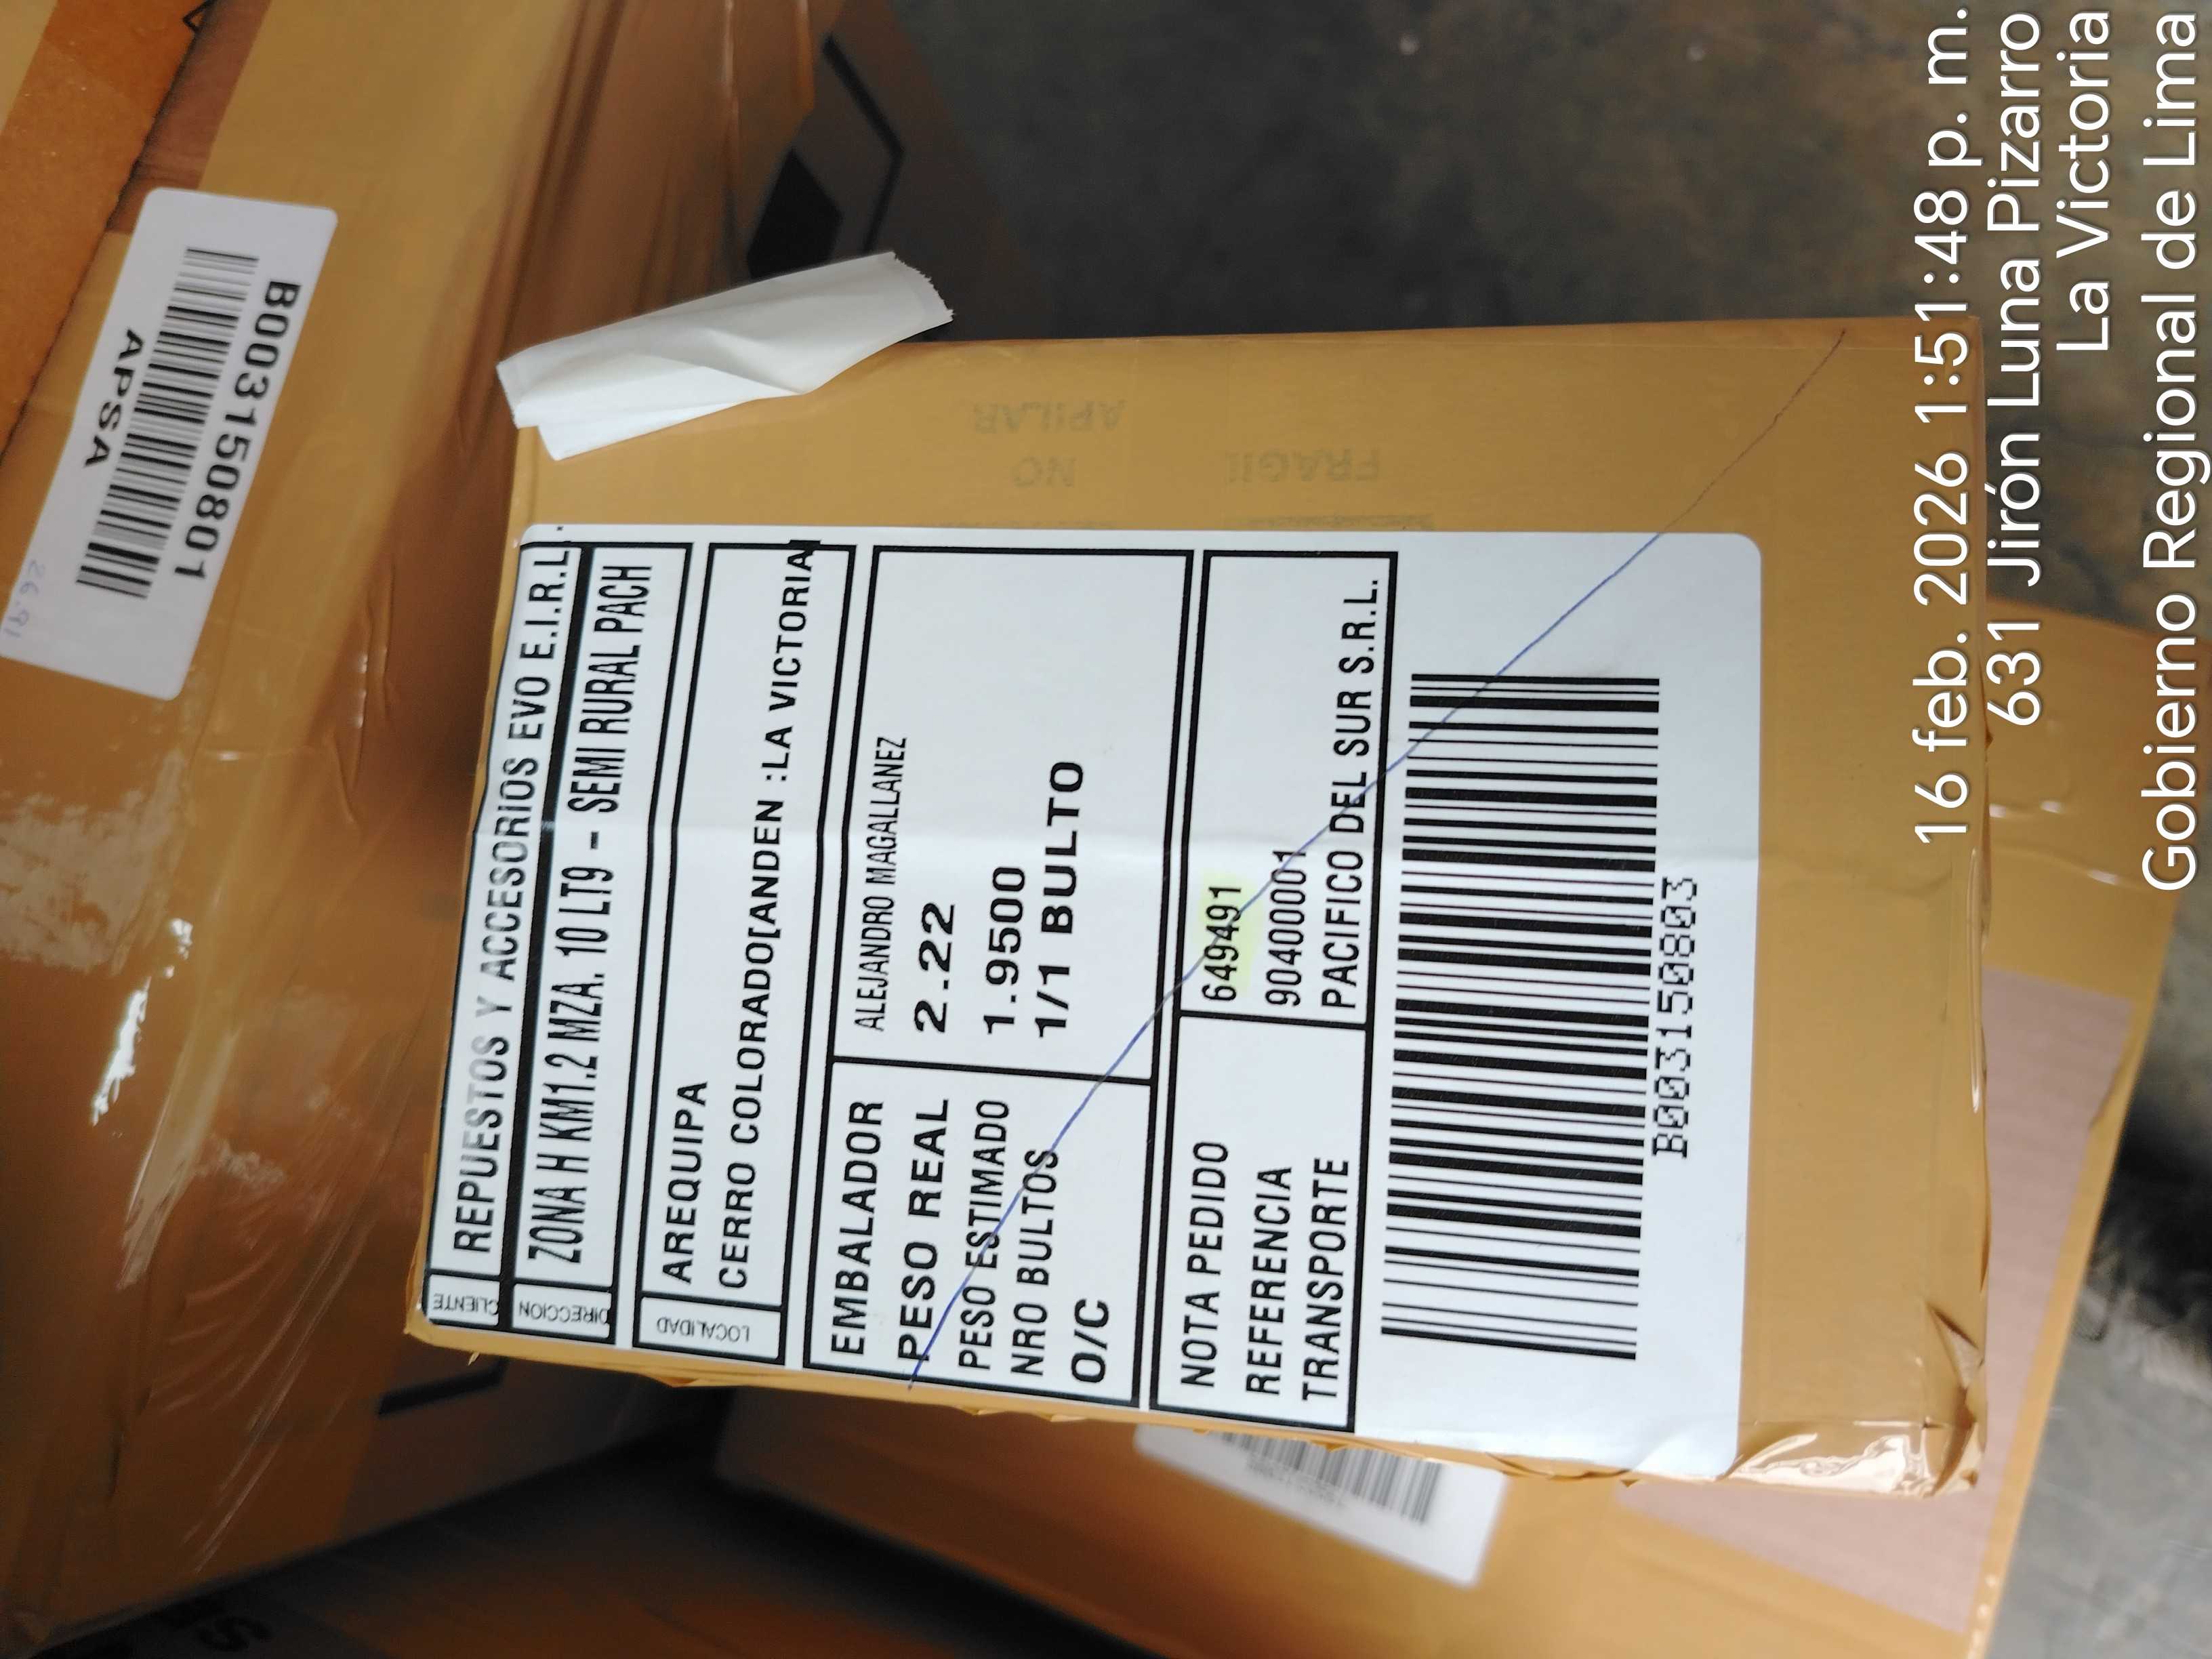 APSA
B003150801
26.91
CLIENTE
REPUESTOS Y ACCESORIOS EVO E.I.R.L.
DIRECCION
ZONA H KM1.2 MZA. 10 LT9 - SEMI RURAL PACH
LOCALIDAD
AREQUIPA
CERRO COLORADO[ANDEN :LA VICTORIA
EMBALADOR ALEJANDRO MAGALLANEZ
PESO REAL 2.22
PESO ESTIMADO 1.9500
NRO BULTOS 1/1 BULTO
O/C
NOTA PEDIDO 649491
REFERENCIA 90400001
TRANSPORTE PACIFICO DEL SUR S.R.L.
B003150803
FRAGIL
NO
APILAR
16 feb. 2026 1:51:48 p. m.
631 Jirón Luna Pizarro
La Victoria
Gobierno Regional de Lima